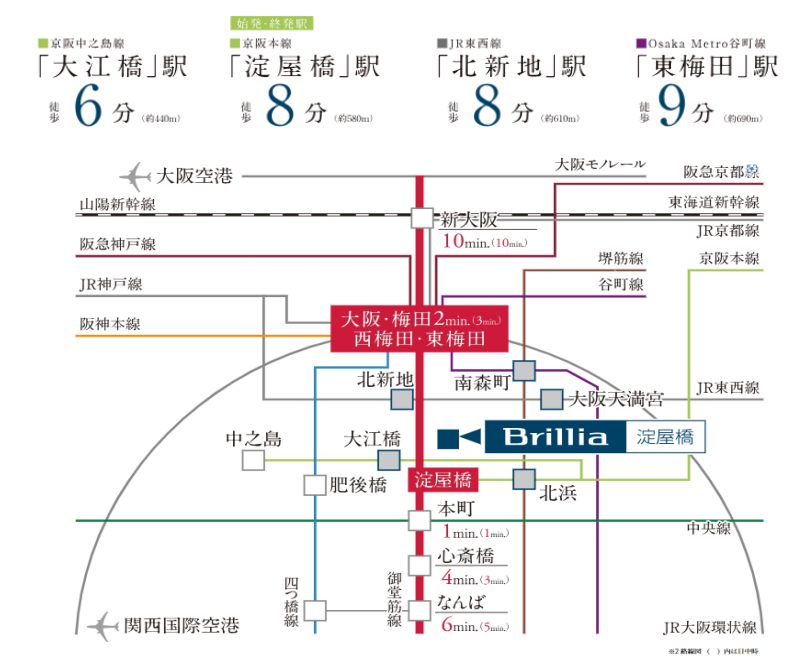 始発・終発駅
京阪中之島線
「大江橋」駅
徒歩6分(約440m)
京阪本線
「淀屋橋」駅
徒歩8分(約580m)
JR東西線
「北新地」駅
徒歩8分(約610m)
Osaka Metro谷町線
「東梅田」駅
徒歩9分(約690m)
大阪空港
大阪モノレール
阪急京都線
山陽新幹線
新大阪
10min.(10min.)
東海道新幹線
JR京都線
阪急神戸線
堺筋線
京阪本線
JR神戸線
谷町線
阪神本線
大阪・梅田2min.(3min.)
西梅田・東梅田
北新地
南森町
大阪天満宮
JR東西線
中之島
大江橋
Brillia 淀屋橋
肥後橋
淀屋橋
北浜
本町
1min.(1min.)
中央線
心斎橋
4min.(3min.)
四つ橋線
御堂筋線
なんば
6min.(5min.)
関西国際空港
JR大阪環状線
※2 路線図 ( )内は日中時